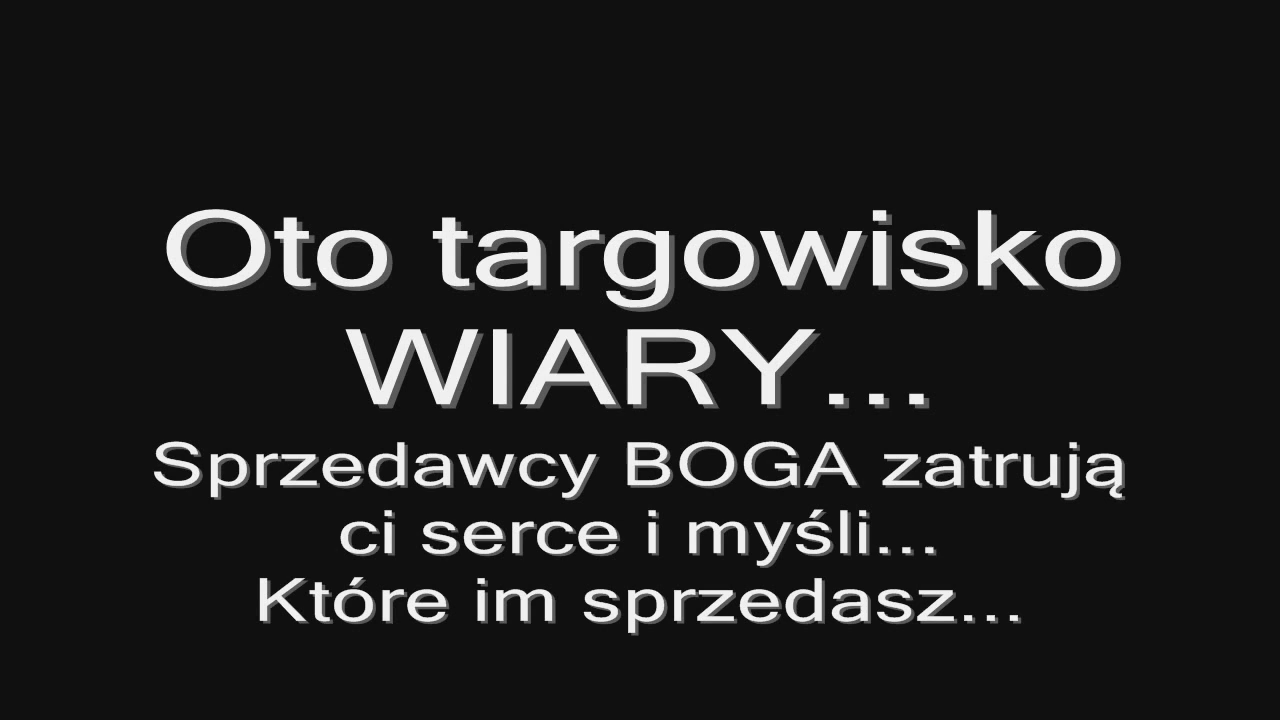 Oto targowisko
WIARY...
Sprzedawcy BOGA zatrują
ci serce i myśli...
Które im sprzedasz...